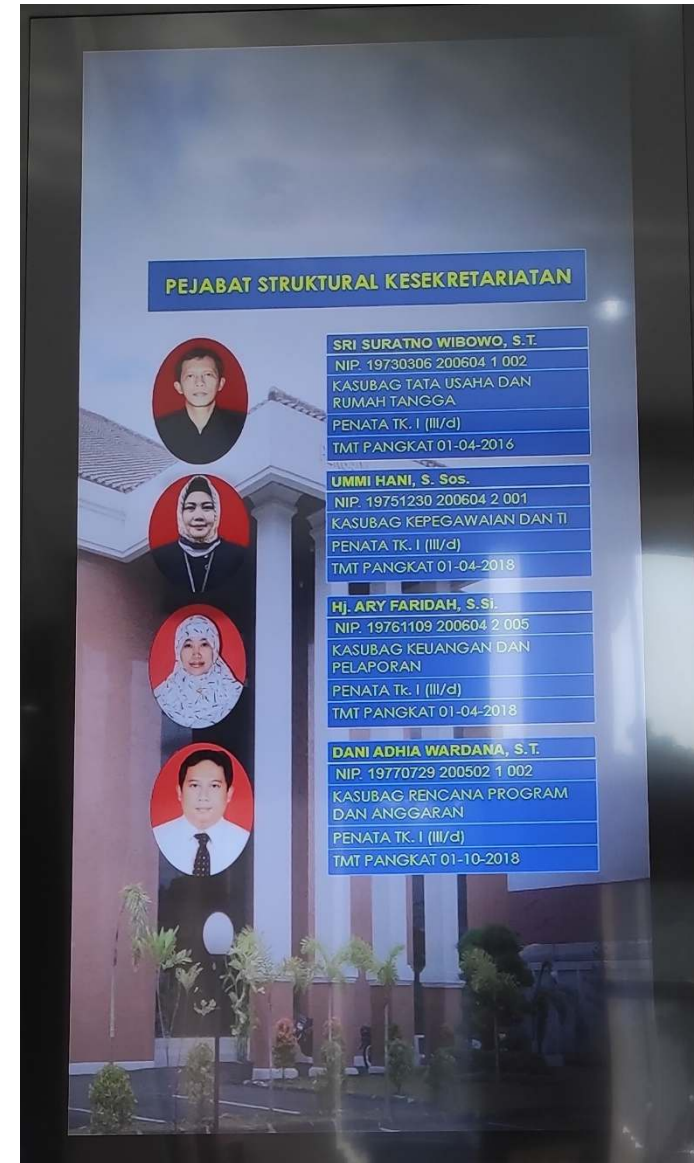 PEJABAT STRUKTURAL KESEKRETARIATAN
SRI SURATNO WIBOWO, S.T.
NIP. 19730306 200604 1 002
KASUBAG TATA USAHA DAN
RUMAH TANGGA
PENATA TK. I (III/d)
TMT PANGKAT 01-04-2016
UMMI HANI, S. Sos.
NIP. 19751230 200604 2 001
KASUBAG KEPEGAWAIAN DAN TI
PENATA TK. I (III/d)
TMT PANGKAT 01-04-2018
Hj. ARY FARIDAH, S.Si.
NIP. 19761109 200604 2 005
KASUBAG KEUANGAN DAN
PELAPORAN
PENATA Tk. I (III/d)
TMT PANGKAT 01-04-2018
DANI ADHIA WARDANA, S.T.
NIP. 19770729 200502 1 002
KASUBAG RENCANA PROGRAM
DAN ANGGARAN
PENATA TK. I (III/d)
TMT PANGKAT 01-10-2018